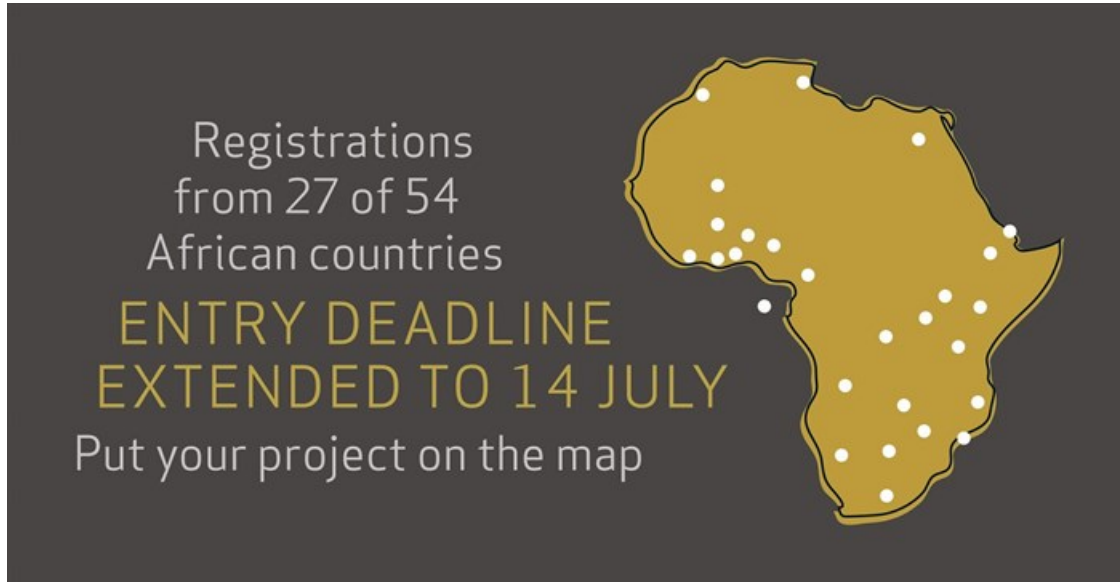 Registrations
from 27 of 54
African countries
ENTRY DEADLINE
EXTENDED TO 14 JULY
Put your project on the map